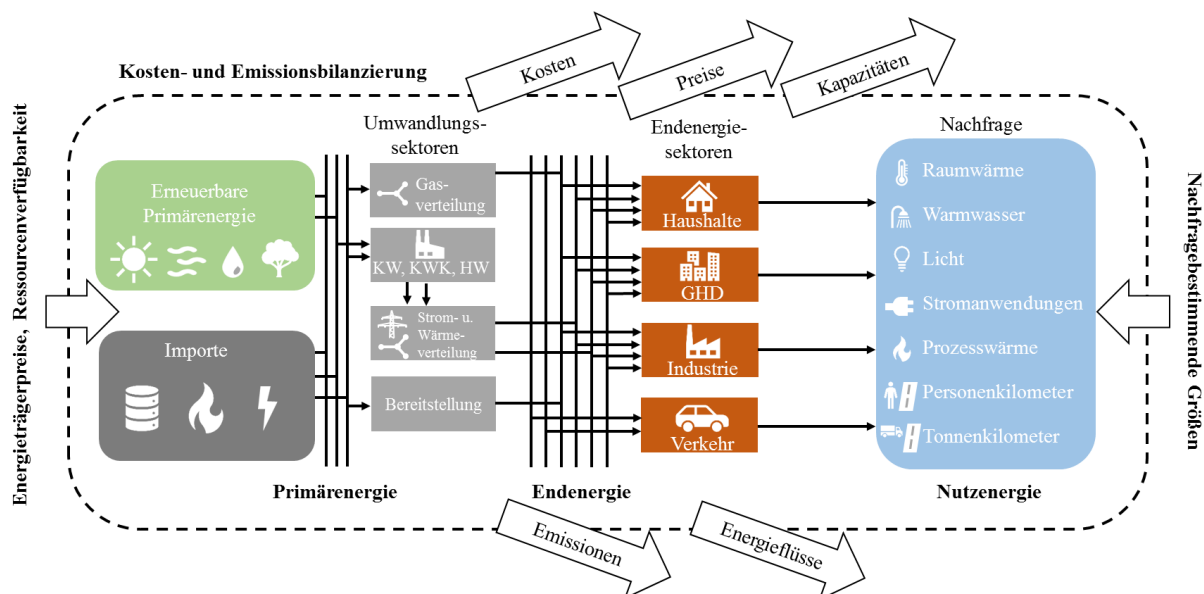 Kosten
Preise
Kapazitäten
Kosten- und Emissionsbilanzierung
Energieträgerpreise, Ressourcenverfügbarkeit
Umwandlungs-
sektoren
Endenergie-
sektoren
Nachfrage
Erneuerbare
Primärenergie
Importe
Gas-
verteilung
KW, KWK, HW
Strom- u.
Wärme-
verteilung
Bereitstellung
Haushalte
GHD
Industrie
Verkehr
Raumwärme
Warmwasser
Licht
Stromanwendungen
Prozesswärme
Personenkilometer
Tonnenkilometer
Nachfragebestimmende Größen
Primärenergie
Endenergie
Nutzenergie
Emissionen
Energieflüsse